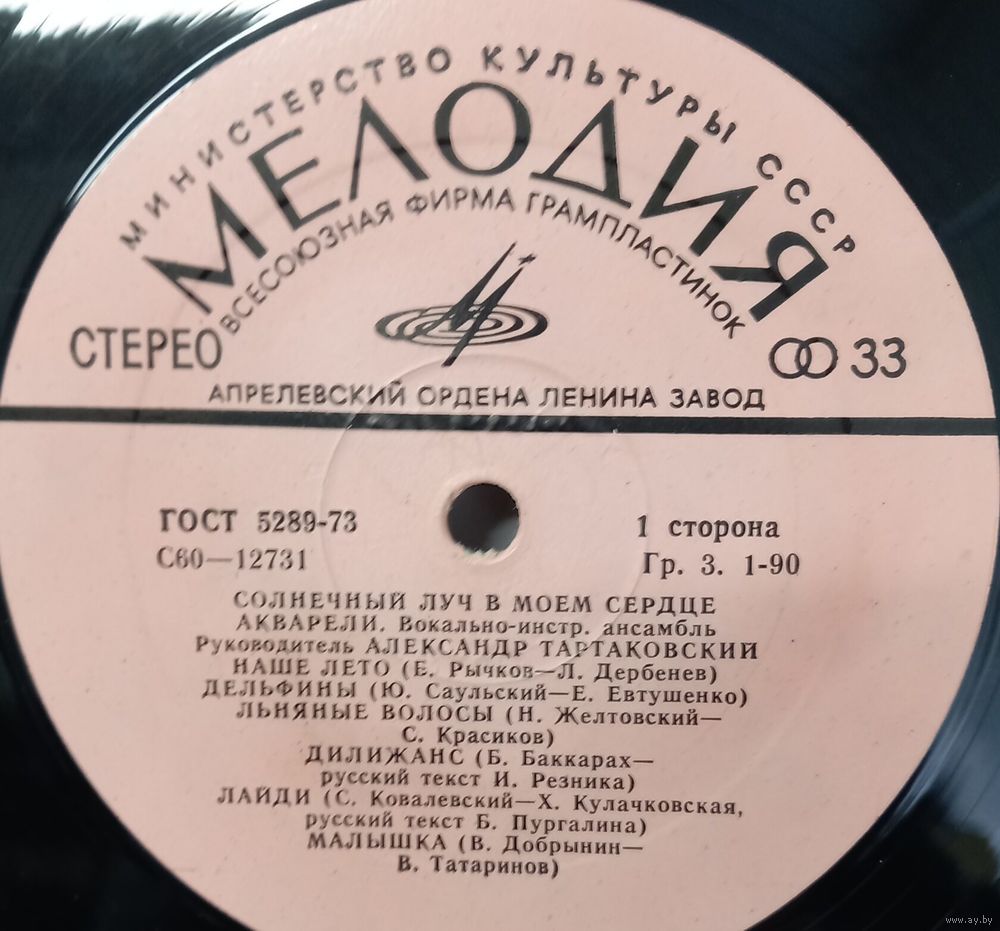 МИНИСТЕРСТВО КУЛЬТУРЫ СССР
МЕЛОДИЯ
ВСЕСОЮЗНАЯ ФИРМА ГРАМПЛАСТИНОК
СТЕРЕО
33
АПРЕЛЕВСКИЙ ОРДЕНА ЛЕНИНА ЗАВОД
ГОСТ 5289-73
1 сторона
С60—12731
Гр. 3. 1-90
СОЛНЕЧНЫЙ ЛУЧ В МОЕМ СЕРДЦЕ
АКВАРЕЛИ. Вокально-инстр. ансамбль
Руководитель АЛЕКСАНДР ТАРТАКОВСКИЙ
НАШЕ ЛЕТО (Е. Рычков—Л. Дербенев)
ДЕЛЬФИНЫ (Ю. Саульский—Е. Евтушенко)
ЛЬНЯНЫЕ ВОЛОСЫ (Н. Желтовский—
С. Красиков)
ДИЛИЖАНС (Б. Баккарах—
русский текст И. Резника)
ЛАЙДИ (С. Ковалевский—Х. Кулачковская,
русский текст Б. Пургалина)
МАЛЫШКА (В. Добрынин—
В. Татаринов)
www.ay.by